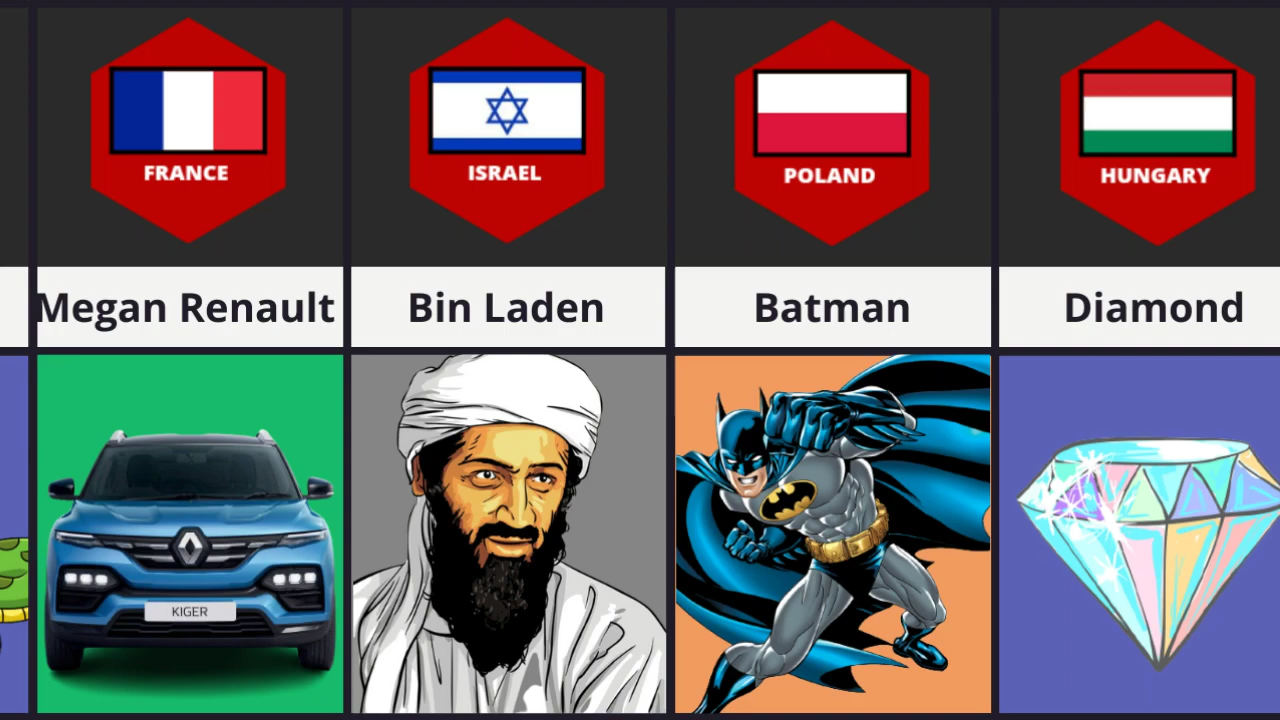 FRANCE
ISRAEL
POLAND
HUNGARY
Megan Renault
Bin Laden
Batman
Diamond
KIGER